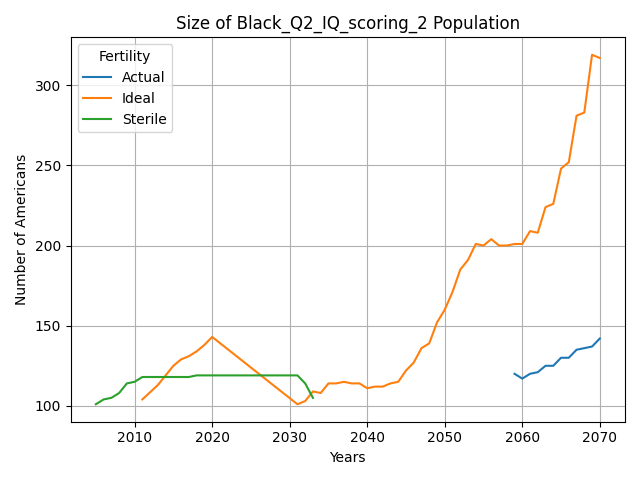 Size of Black_Q2_IQ_scoring_2 Population
Fertility
Actual
Ideal
Sterile
Number of Americans
300
250
200
150
100
2010 2020 2030 2040 2050 2060 2070
Years